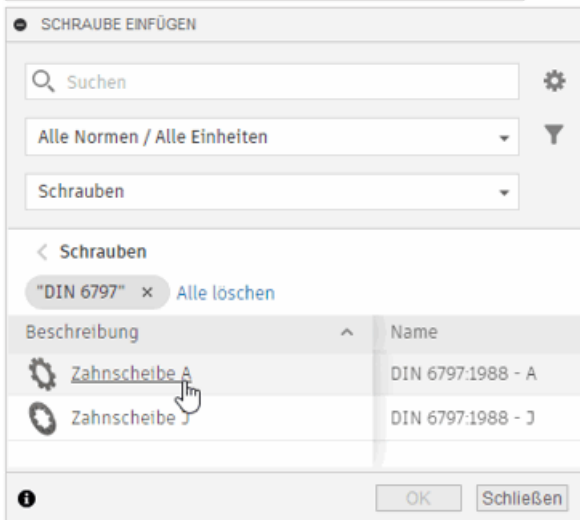 SCHRAUBE EINFÜGEN
Suchen
Alle Normen / Alle Einheiten
Schrauben
Schrauben
"DIN 6797" × Alle löschen
Beschreibung Name
Zahnscheibe A DIN 6797:1988 - A
Zahnscheibe J DIN 6797:1988 - J
OK Schließen